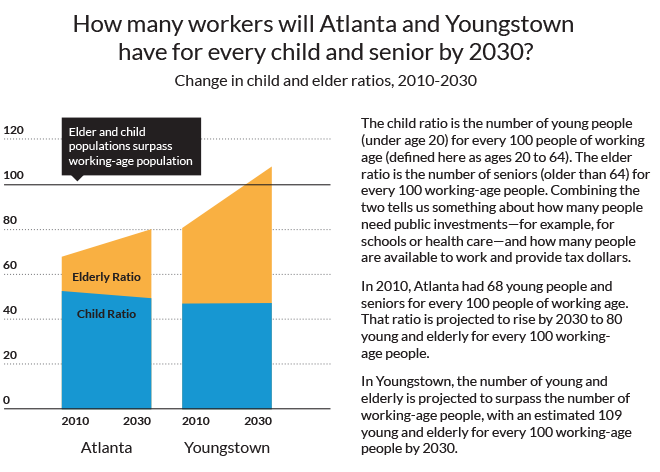 How many workers will Atlanta and Youngstown
have for every child and senior by 2030?
Change in child and elder ratios, 2010-2030
120
100
80
60
40
20
0
Elder and child
populations surpass
working-age population
Elderly Ratio
Child Ratio
2010 2030 2010 2030
Atlanta Youngstown
The child ratio is the number of young people
(under age 20) for every 100 people of working
age (defined here as ages 20 to 64). The elder
ratio is the number of seniors (older than 64) for
every 100 working-age people. Combining the
two tells us something about how many people
need public investments—for example, for
schools or health care—and how many people
are available to work and provide tax dollars.
In 2010, Atlanta had 68 young people and
seniors for every 100 people of working age.
That ratio is projected to rise by 2030 to 80
young and elderly for every 100 working-
age people.
In Youngstown, the number of young and
elderly is projected to surpass the number of
working-age people, with an estimated 109
young and elderly for every 100 working-age
people by 2030.